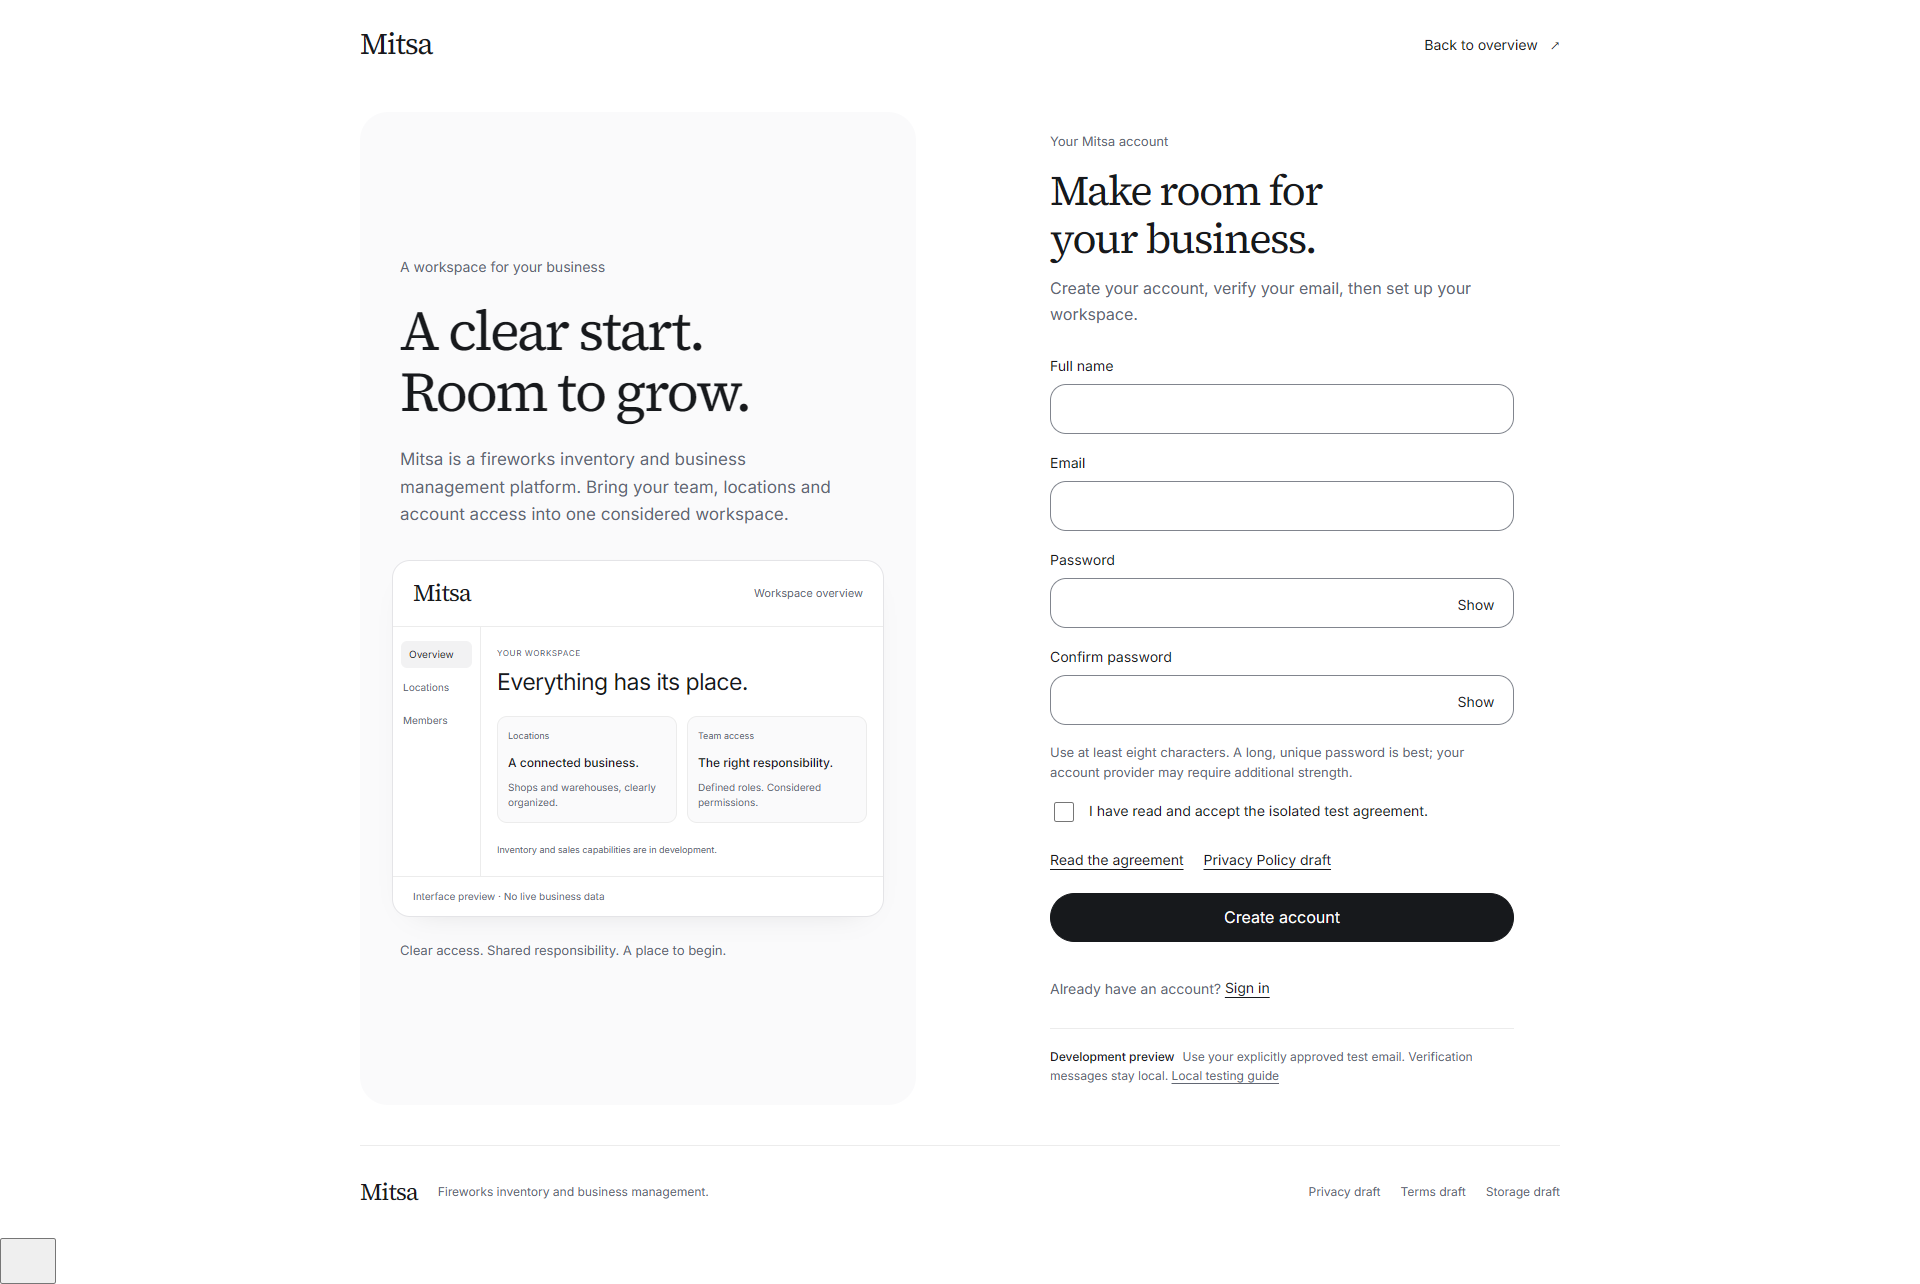 Mitsa
Back to overview ↗
A workspace for your business
A clear start.
Room to grow.
Mitsa is a fireworks inventory and business
management platform. Bring your team, locations and
account access into one considered workspace.
Mitsa
Workspace overview
Overview
Locations
Members
YOUR WORKSPACE
Everything has its place.
Locations
A connected business.
Shops and warehouses, clearly
organized.
Team access
The right responsibility.
Defined roles. Considered
permissions.
Inventory and sales capabilities are in development.
Interface preview · No live business data
Clear access. Shared responsibility. A place to begin.
Your Mitsa account
Make room for
your business.
Create your account, verify your email, then set up your
workspace.
Full name
Email
Password
Show
Confirm password
Show
Use at least eight characters. A long, unique password is best; your
account provider may require additional strength.
I have read and accept the isolated test agreement.
Read the agreement
Privacy Policy draft
Create account
Already have an account? Sign in
Development preview Use your explicitly approved test email. Verification
messages stay local. Local testing guide
Mitsa
Fireworks inventory and business management.
Privacy draft
Terms draft
Storage draft